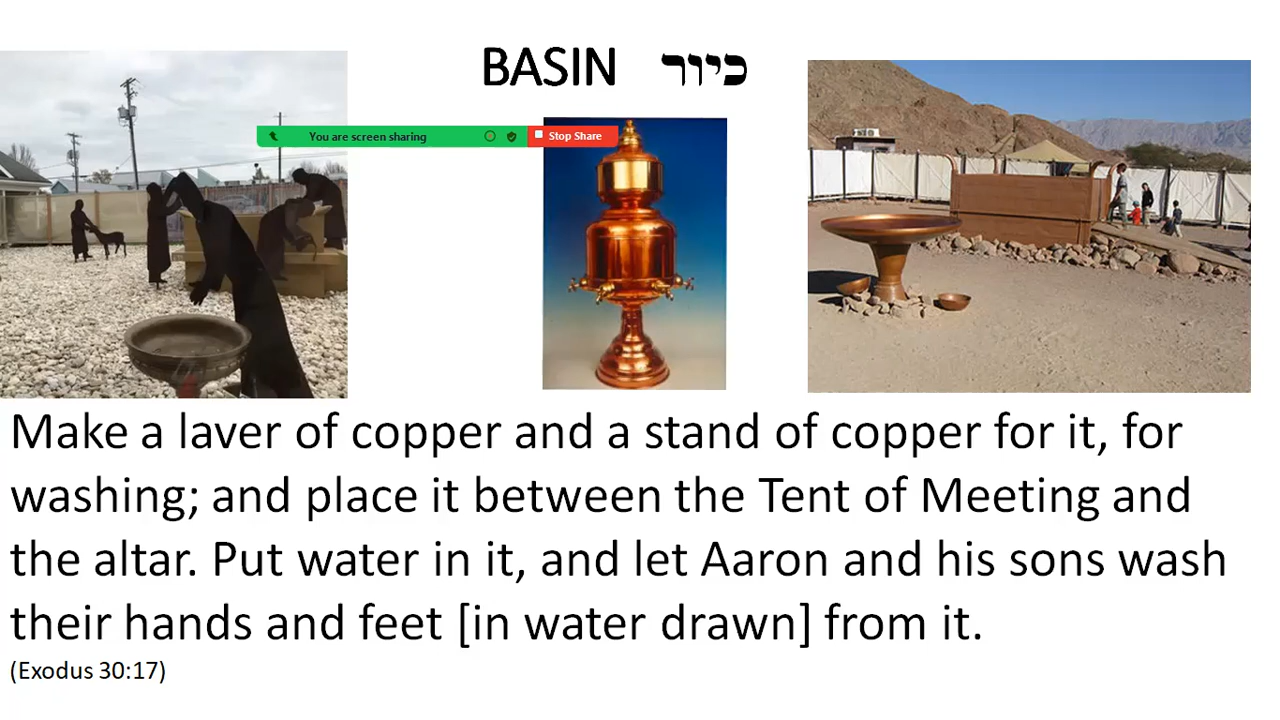 BASIN כיור
You are screen sharing Stop Share
Make a laver of copper and a stand of copper for it, for
washing; and place it between the Tent of Meeting and
the altar. Put water in it, and let Aaron and his sons wash
their hands and feet [in water drawn] from it.
(Exodus 30:17)